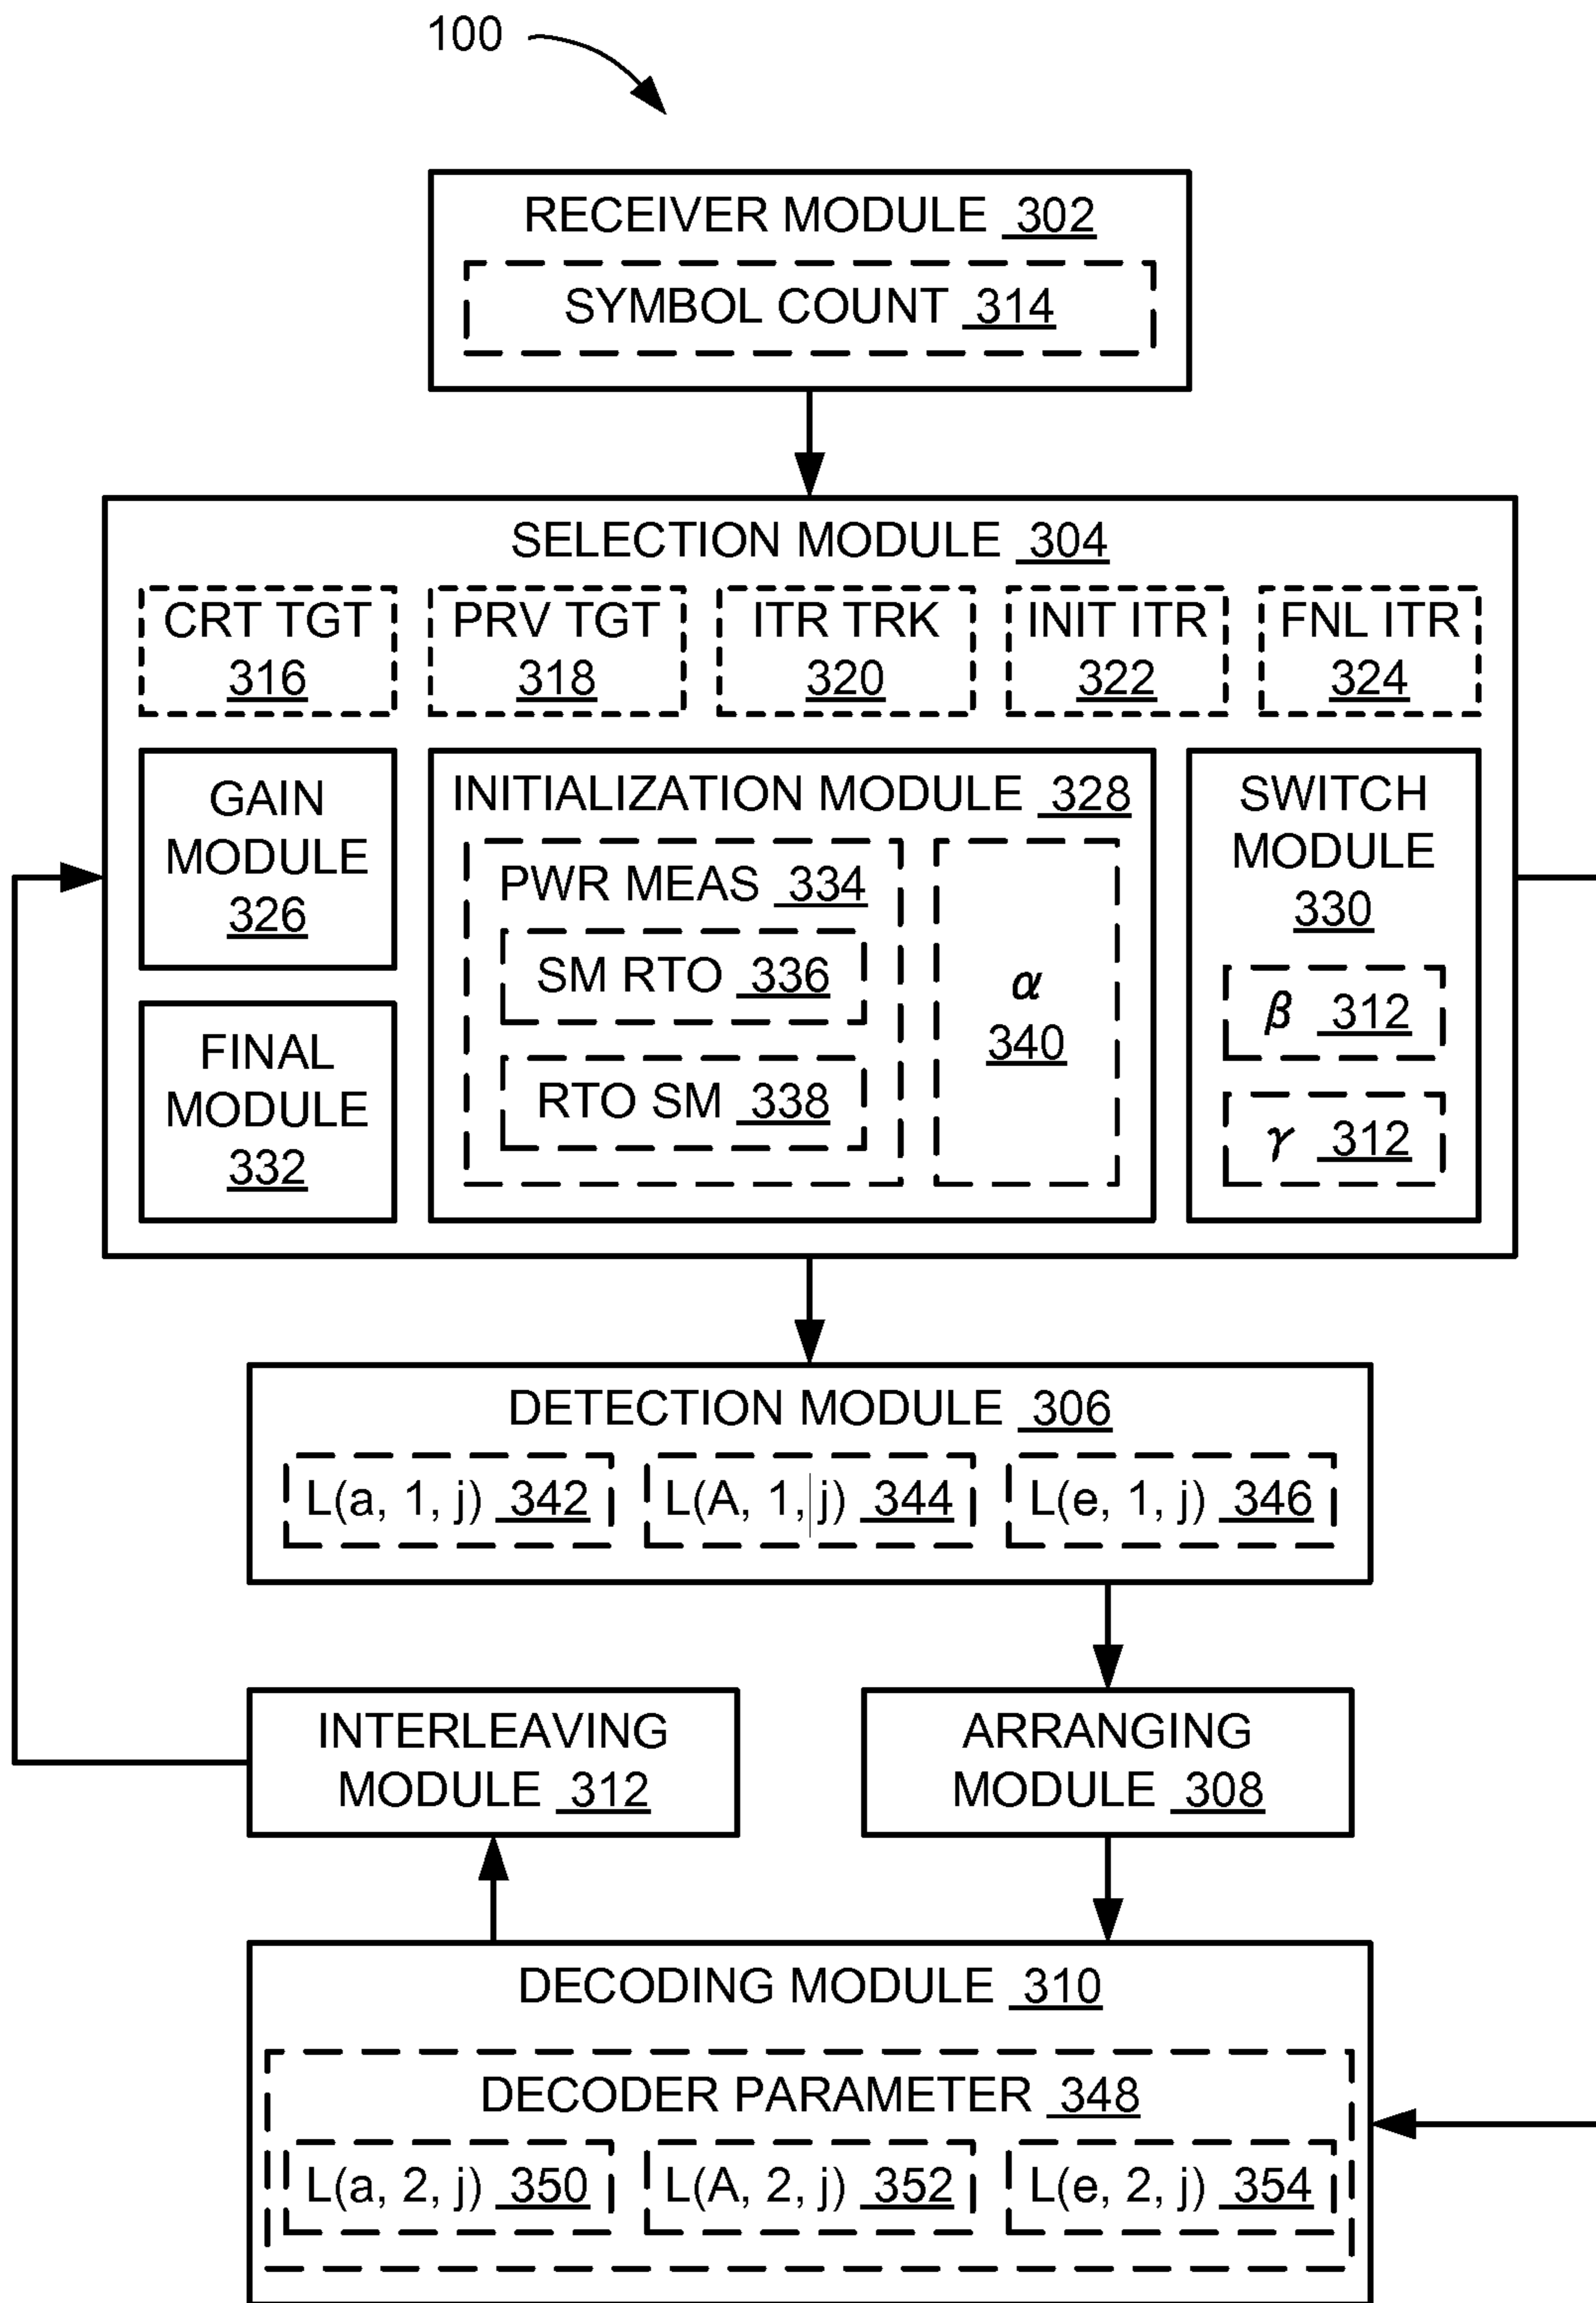 100
RECEIVER MODULE 302
SYMBOL COUNT 314
SELECTION MODULE 304
CRT TGT
316
PRV TGT
318
ITR TRK
320
INIT ITR
322
FNL ITR
324
GAIN
MODULE
326
FINAL
MODULE
332
INITIALIZATION MODULE 328
PWR MEAS 334
SM RTO 336
RTO SM 338
α
340
SWITCH
MODULE
330
β 312
γ 312
DETECTION MODULE 306
L(a, 1, j) 342
L(A, 1, j) 344
L(e, 1, j) 346
INTERLEAVING
MODULE 312
ARRANGING
MODULE 308
DECODING MODULE 310
DECODER PARAMETER 348
L(a, 2, j) 350
L(A, 2, j) 352
L(e, 2, j) 354